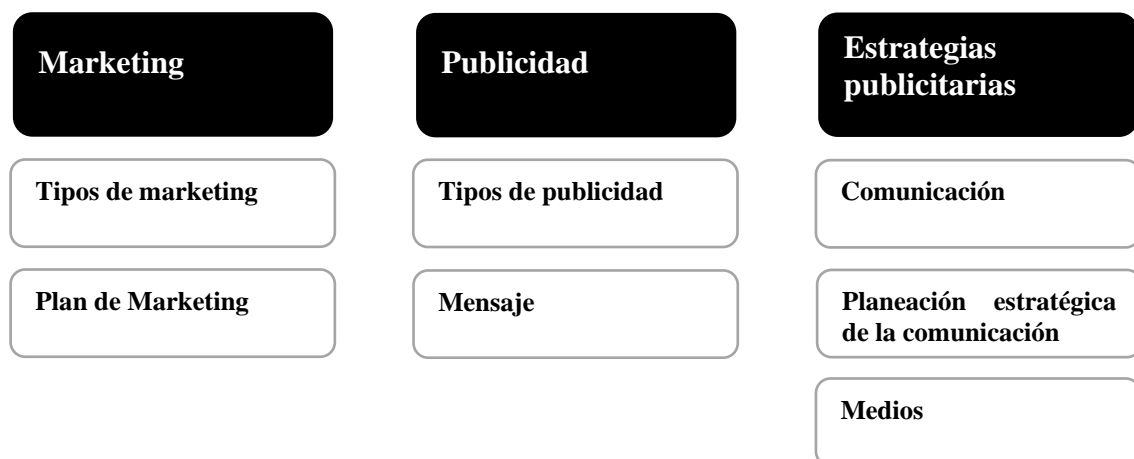 Marketing
Tipos de marketing
Plan de Marketing
Publicidad
Tipos de publicidad
Mensaje
Estrategias
publicitarias
Comunicación
Planeación estratégica
de la comunicación
Medios